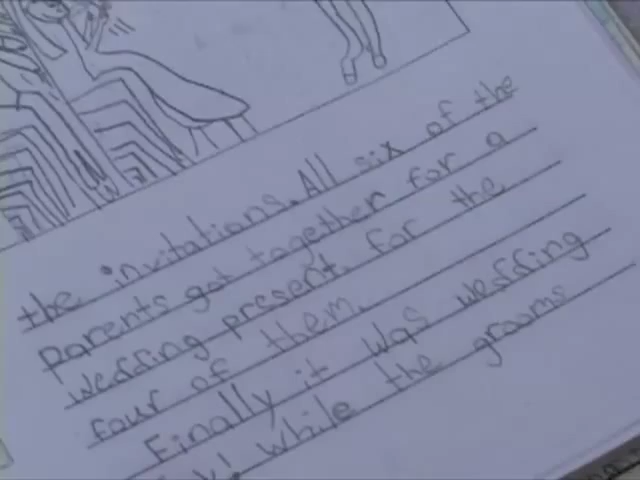 the invitations. All six of the
parents got together for a
wedding present for the
four of them.
Finally it was wedding
while the grooms